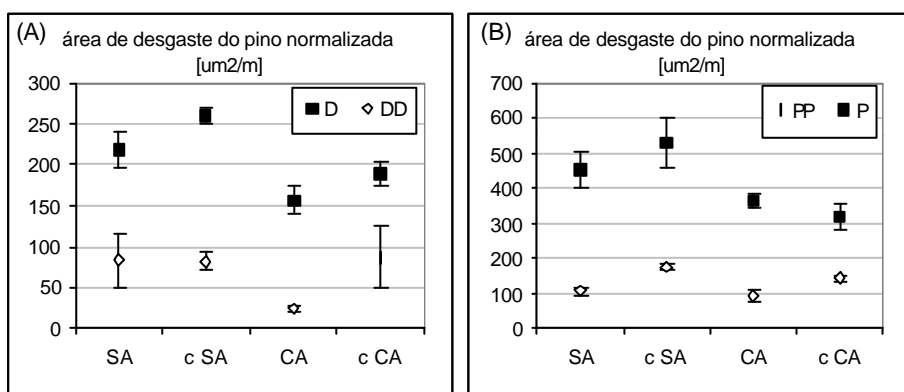 (A)
área de desgaste do pino normalizada
[um2/m]
300
250
200
150
100
50
0
D DD
SA c SA CA c CA
(B)
área de desgaste do pino normalizada
[um2/m]
700
600
500
400
300
200
100
0
PP P
SA c SA CA c CA